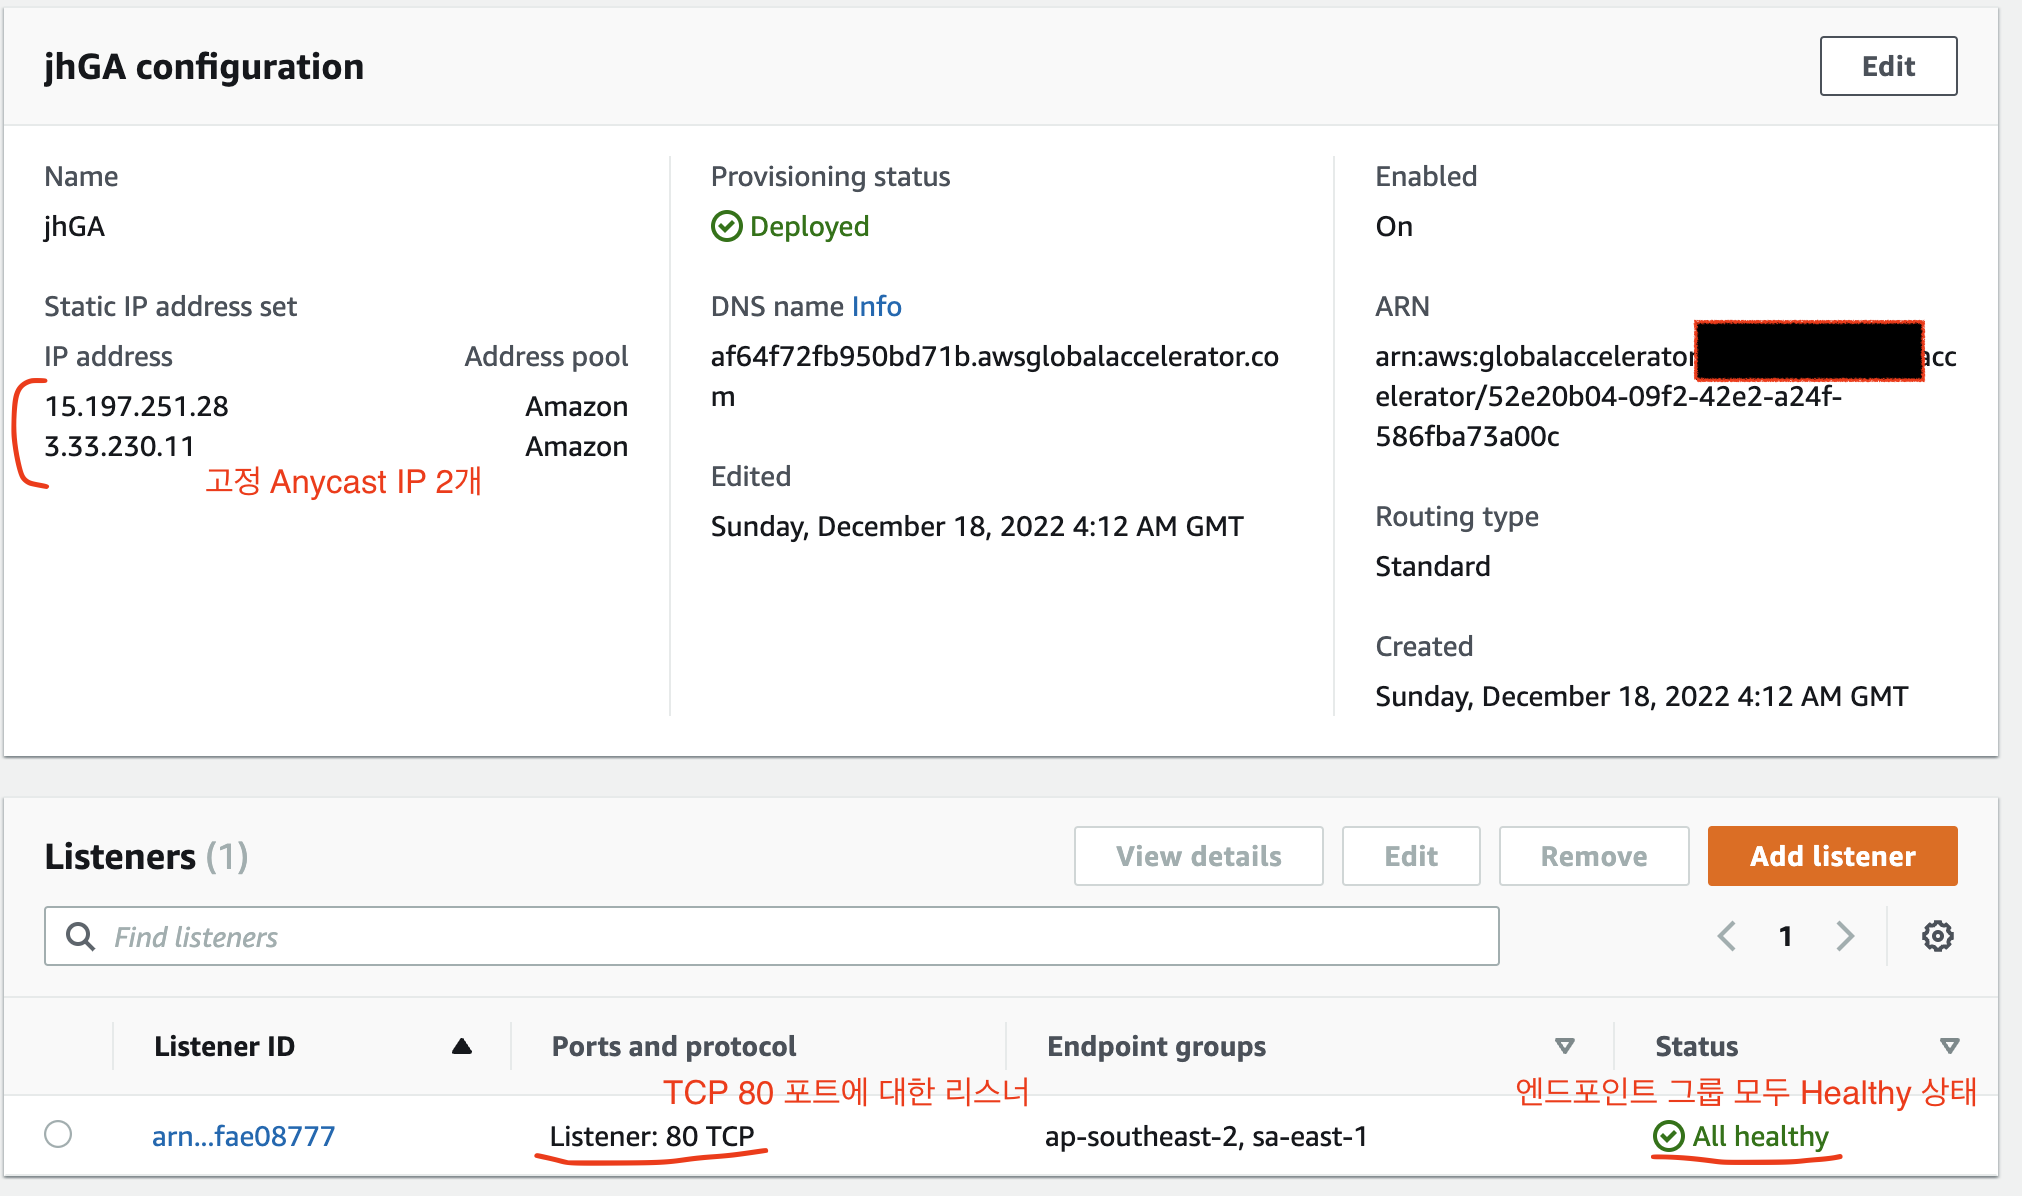 jhGA configuration
Edit
Name
jhGA
Static IP address set
IP address Address pool
15.197.251.28 Amazon
3.33.230.11 Amazon
고정 Anycast IP 2개
Provisioning status
Deployed
DNS name Info
af64f72fb950bd71b.awsglobalaccelerator.co
m
Edited
Sunday, December 18, 2022 4:12 AM GMT
Enabled
On
ARN
arn:aws:globalaccelerator acc
elerator/52e20b04-09f2-42e2-a24f-
586fba73a00c
Routing type
Standard
Created
Sunday, December 18, 2022 4:12 AM GMT
Listeners (1)
View details Edit Remove Add listener
Find listeners
1
Listener ID Ports and protocol Endpoint groups Status
TCP 80 포트에 대한 리스너 엔드포인트 그룹 모두 Healthy 상태
arn...fae08777 Listener: 80 TCP ap-southeast-2, sa-east-1 All healthy